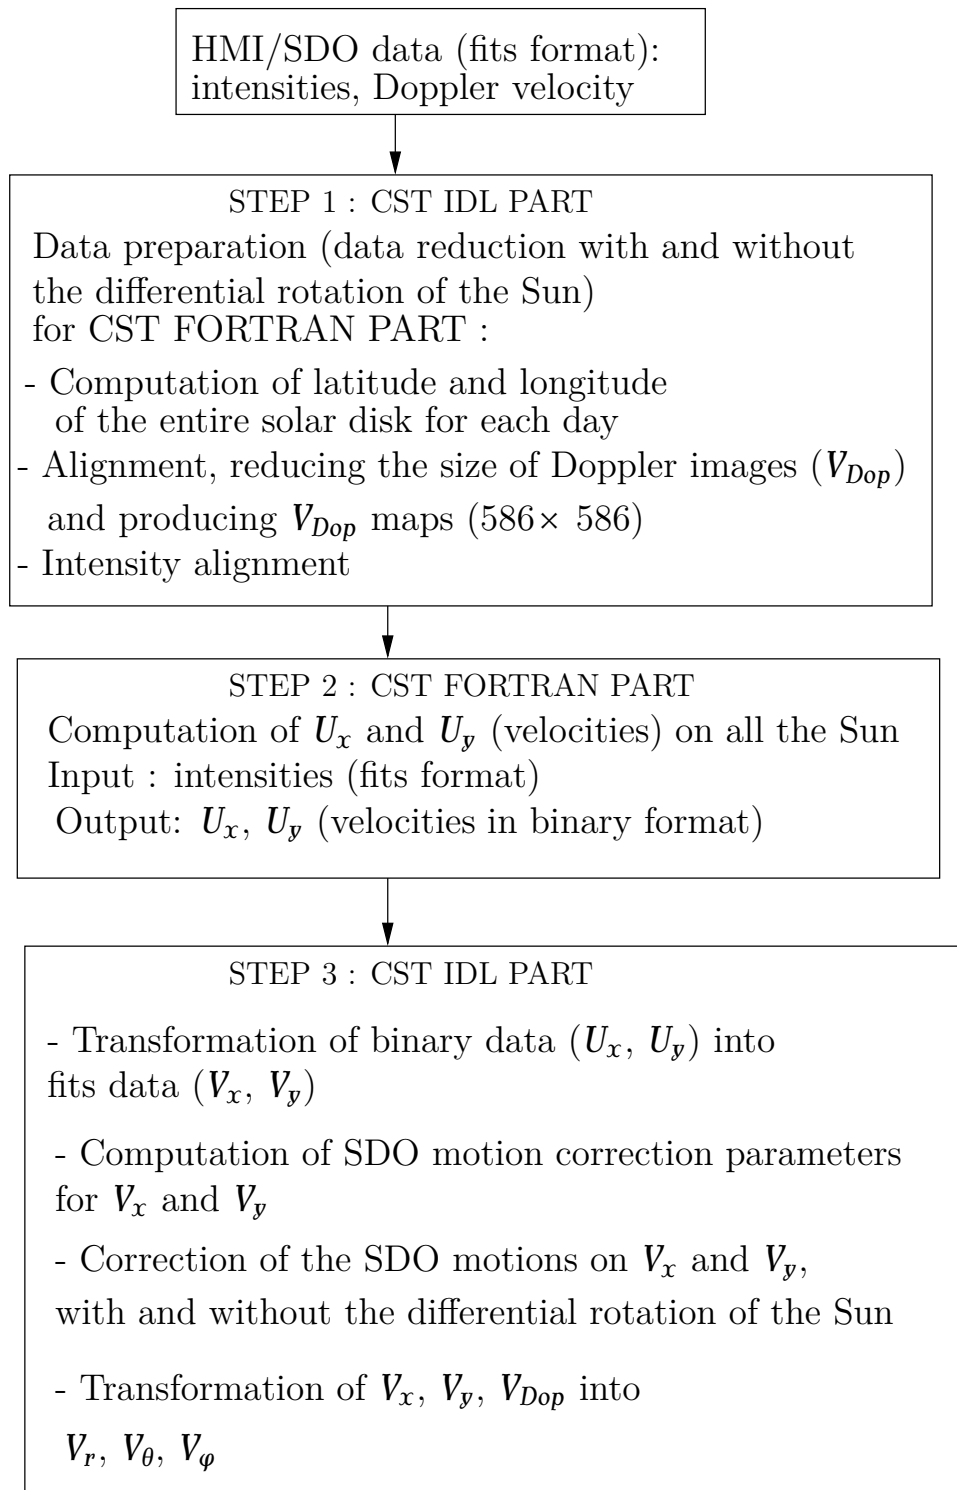 HMI/SDO data (fits format):
intensities, Doppler velocity
STEP 1 : CST IDL PART
Data preparation (data reduction with and without
the differential rotation of the Sun)
for CST FORTRAN PART :
- Computation of latitude and longitude
of the entire solar disk for each day
- Alignment, reducing the size of Doppler images (V_Dop)
and producing V_Dop maps (586× 586)
- Intensity alignment
STEP 2 : CST FORTRAN PART
Computation of U_x and U_y (velocities) on all the Sun
Input : intensities (fits format)
Output: U_x, U_y (velocities in binary format)
STEP 3 : CST IDL PART
- Transformation of binary data (U_x, U_y) into
fits data (V_x, V_y)
- Computation of SDO motion correction parameters
for V_x and V_y
- Correction of the SDO motions on V_x and V_y,
with and without the differential rotation of the Sun
- Transformation of V_x, V_y, V_Dop into
V_r, V_θ, V_φ